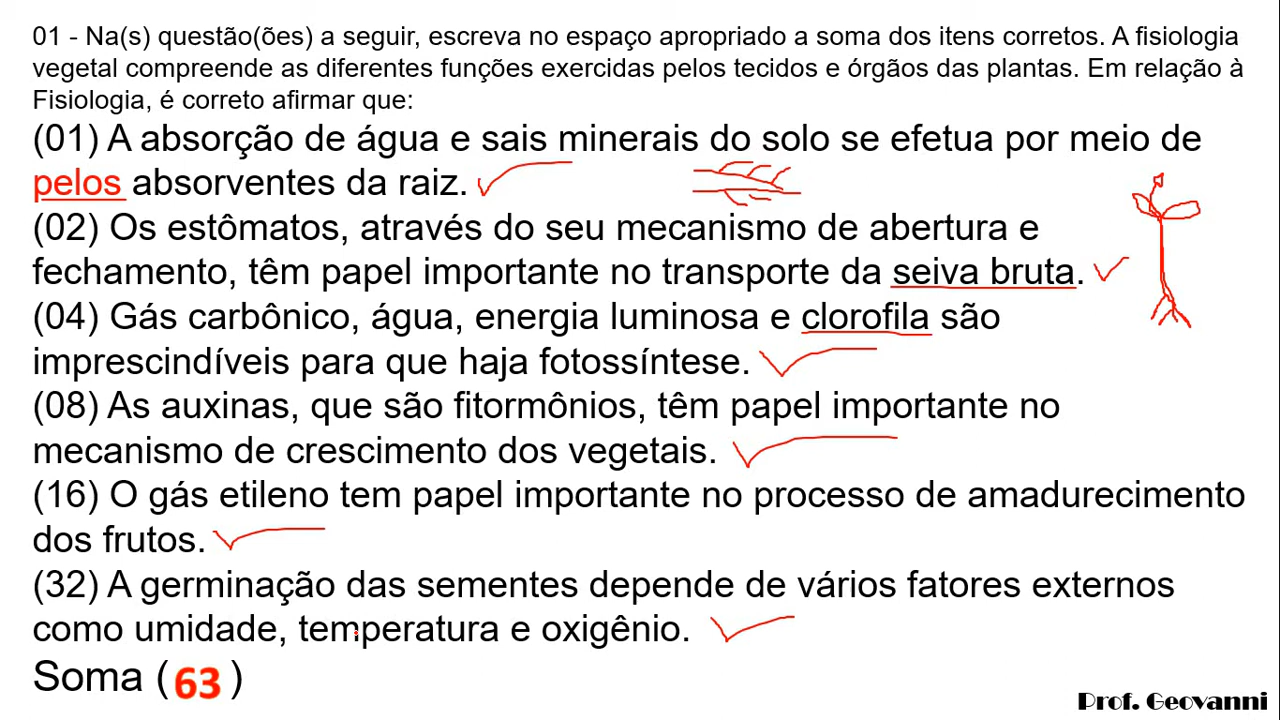 01 - Na(s) questão(ões) a seguir, escreva no espaço apropriado a soma dos itens corretos. A fisiologia
vegetal compreende as diferentes funções exercidas pelos tecidos e órgãos das plantas. Em relação à
Fisiologia, é correto afirmar que:
(01) A absorção de água e sais minerais do solo se efetua por meio de
pelos absorventes da raiz.
(02) Os estômatos, através do seu mecanismo de abertura e
fechamento, têm papel importante no transporte da seiva bruta.
(04) Gás carbônico, água, energia luminosa e clorofila são
imprescindíveis para que haja fotossíntese.
(08) As auxinas, que são fitormônios, têm papel importante no
mecanismo de crescimento dos vegetais.
(16) O gás etileno tem papel importante no processo de amadurecimento
dos frutos.
(32) A germinação das sementes depende de vários fatores externos
como umidade, temperatura e oxigênio.
Soma (63)
Prof. Geovanni